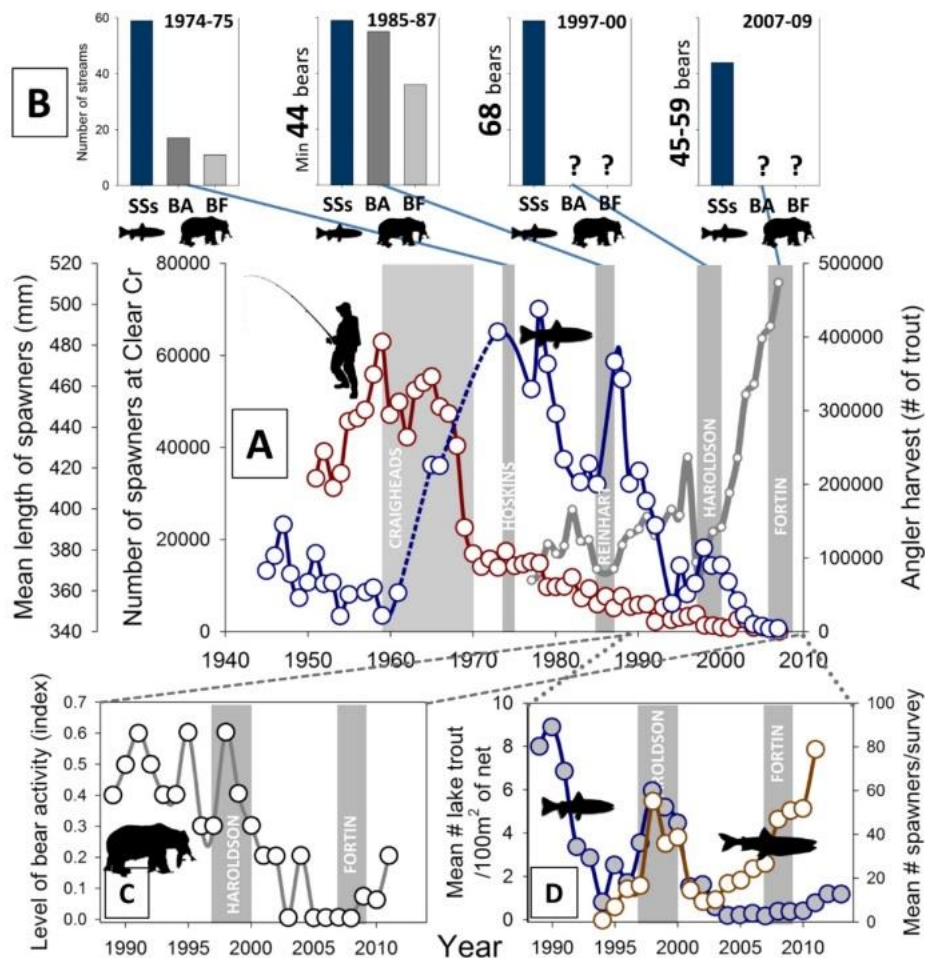 B
Number of streams
60
40
20
0
1974-75
SSs BA BF
Min 44 bears
1985-87
SSs BA BF
68 bears
1997-00
? ?
SSs BA BF
45-59 bears
2007-09
? ?
SSs BA BF
Mean length of spawners (mm)
520
500
480
460
440
420
400
380
360
340
Number of spawners at Clear Cr
80000
60000
40000
20000
0
A
CRAIGHEADS
HOSKINS
REINHART
HAROLDSON
FORTIN
500000
400000
300000
200000
100000
0
Angler harvest (# of trout)
1940 1950 1960 1970 1980 1990 2000 2010
Level of bear activity (index)
0.7
0.6
0.5
0.4
0.3
0.2
0.1
0.0
HAROLDSON
FORTIN
C
1990 1995 2000 2005 2010
Year
Mean # lake trout
/100m² of net
10
8
6
4
2
0
ROLDSON
FORTIN
D
100
80
60
40
20
0
Mean # spawners/survey
1990 1995 2000 2005 2010